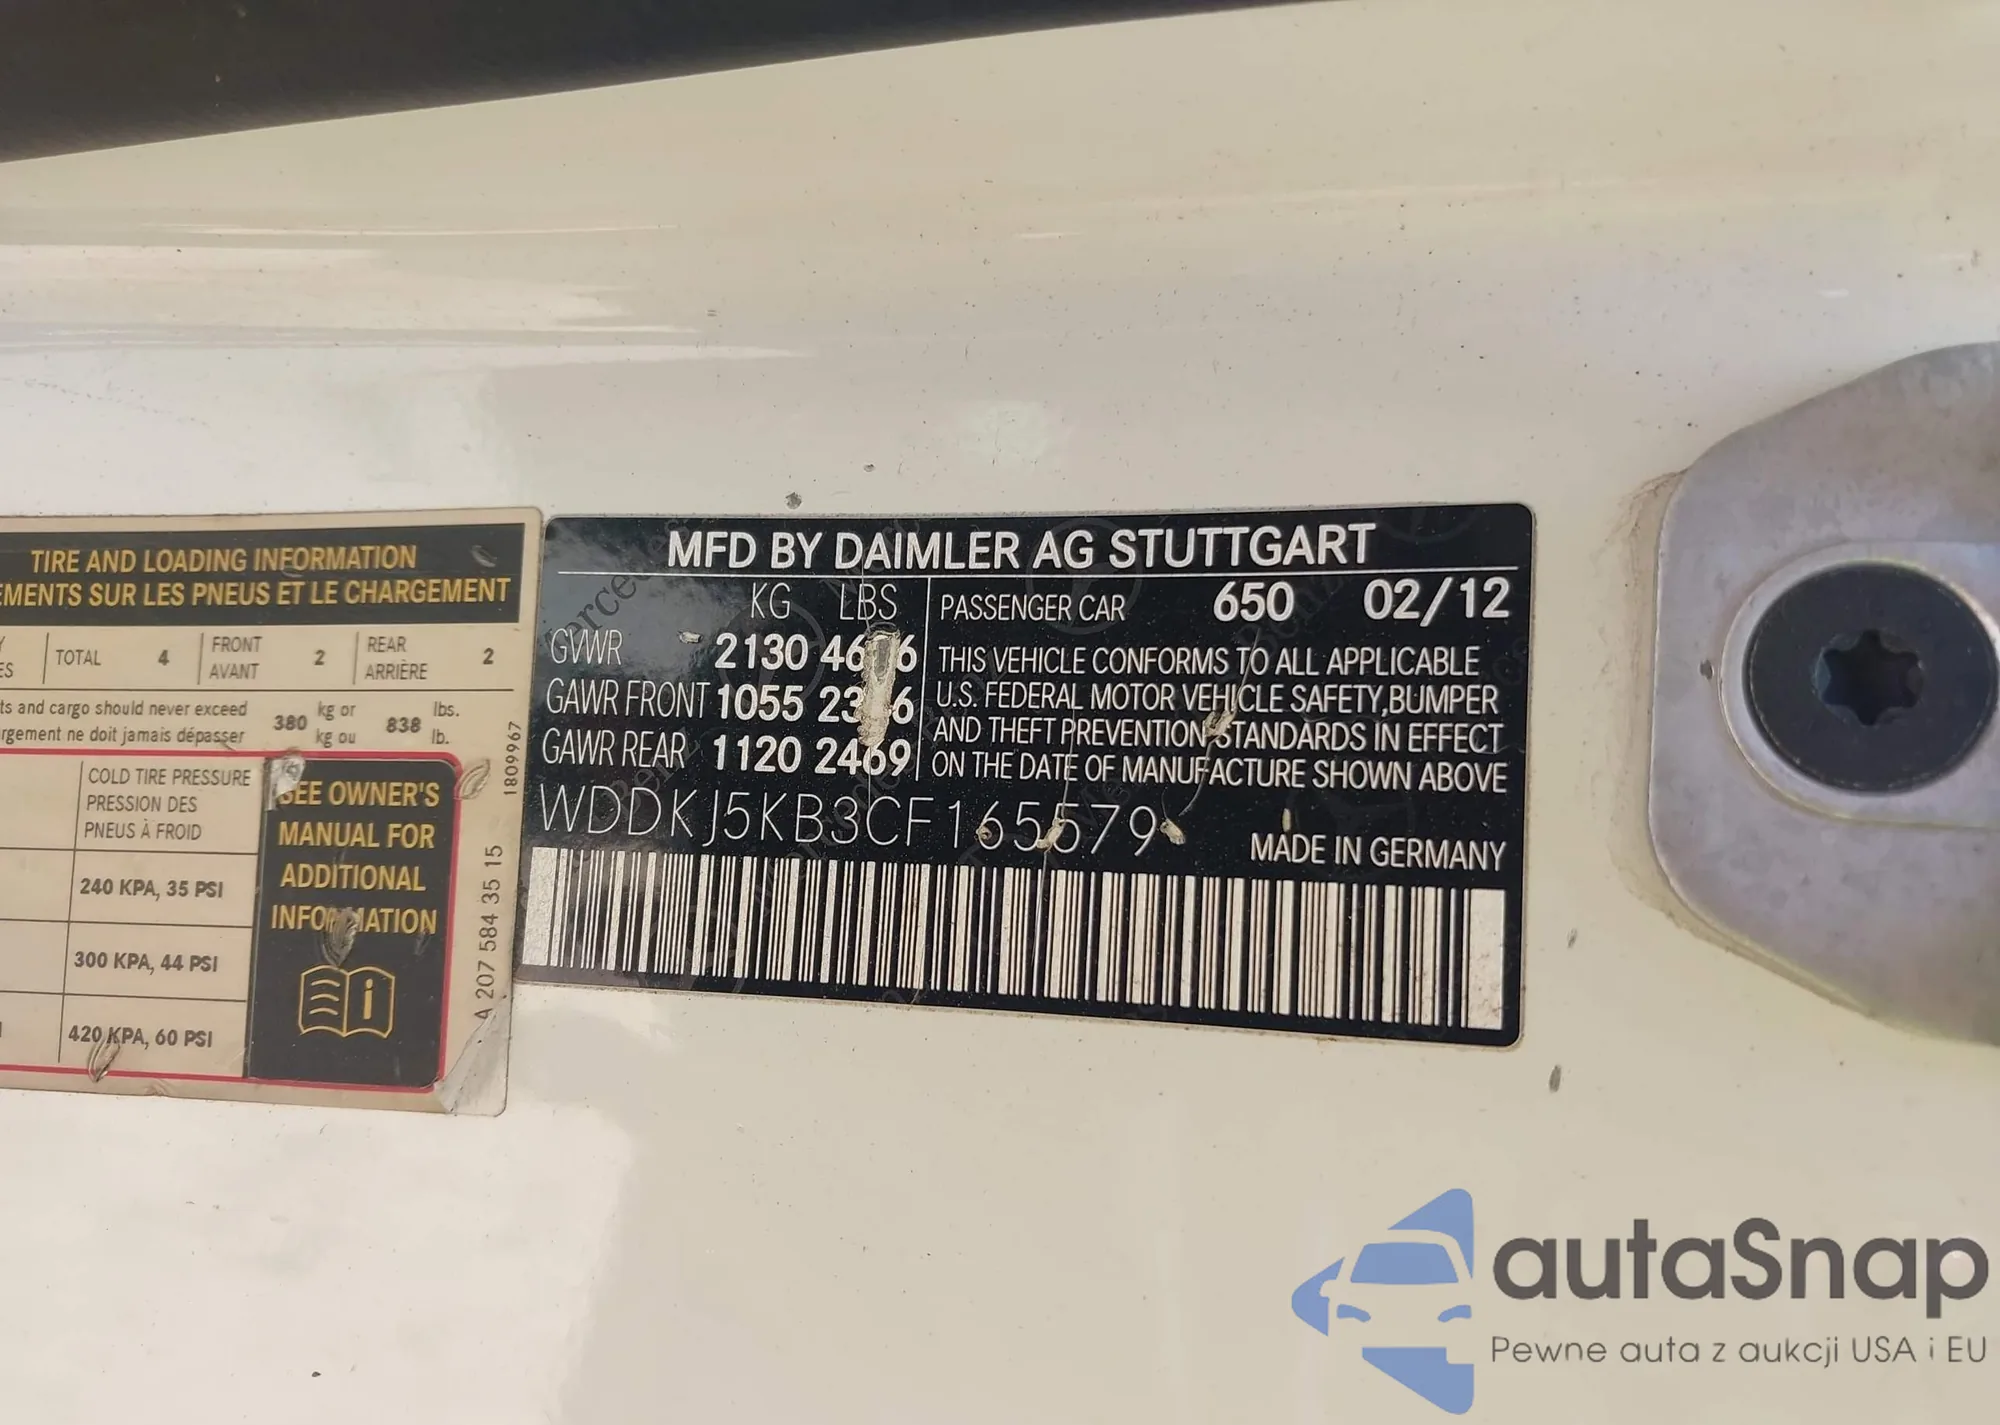 TIRE AND LOADING INFORMATION
EMENTS SUR LES PNEUS ET LE CHARGEMENT
TOTAL 4 FRONT AVANT 2 REAR ARRIÈRE 2
ts and cargo should never exceed 380 kg or 838 lbs.
rgement ne doit jamais dépasser kg ou lb.
COLD TIRE PRESSURE
PRESSION DES
PNEUS À FROID
240 KPA, 35 PSI
300 KPA, 44 PSI
420 KPA, 60 PSI
SEE OWNER'S
MANUAL FOR
ADDITIONAL
INFORMATION
1809967
A 207 584 35 15
MFD BY DAIMLER AG STUTTGART
KG LBS
GVWR 2130
GAWR FRONT 1055
GAWR REAR 1120 2469
PASSENGER CAR 650 02/12
THIS VEHICLE CONFORMS TO ALL APPLICABLE
U.S. FEDERAL MOTOR VEHICLE SAFETY, BUMPER
AND THEFT PREVENTION STANDARDS IN EFFECT
ON THE DATE OF MANUFACTURE SHOWN ABOVE
WDDKJ5KB3CF165579
MADE IN GERMANY
autaSnap
Pewne auta z aukcji USA i EU